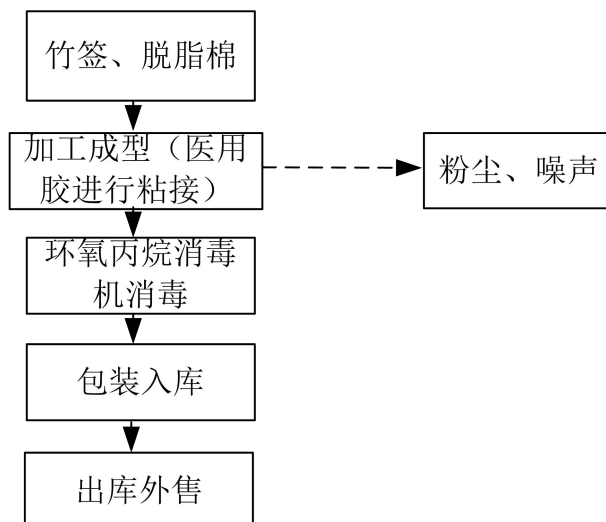 竹签、脱脂棉
加工成型（医用
胶进行粘接）
粉尘、噪声
环氧丙烷消毒
机消毒
包装入库
出库外售